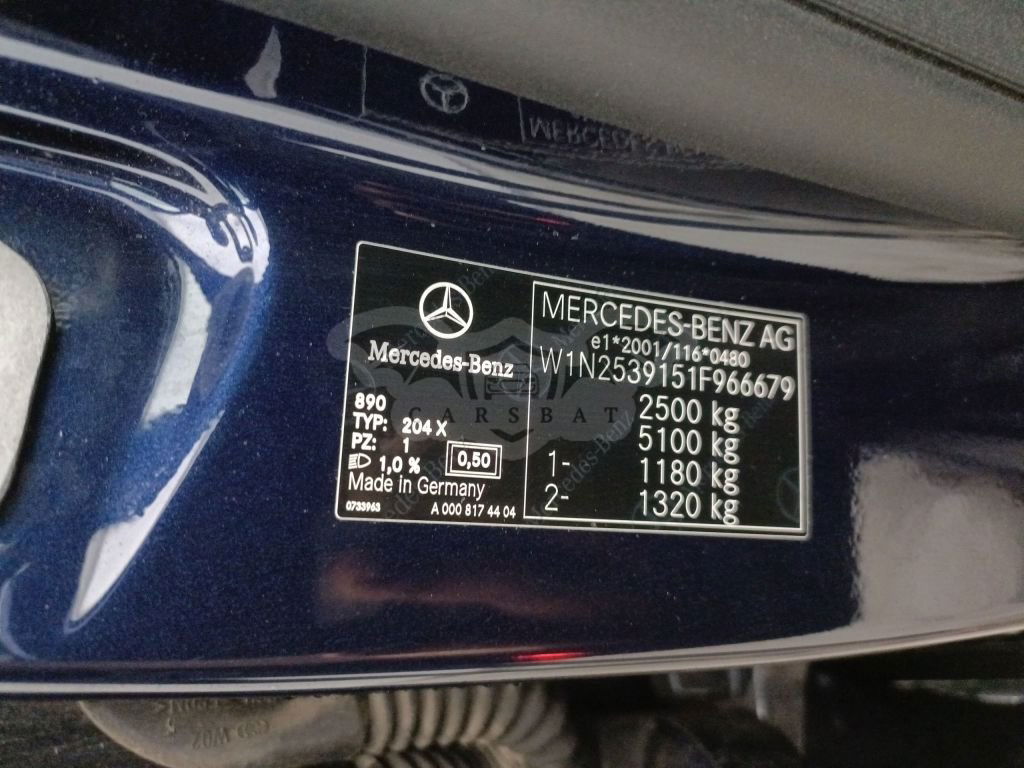 Mercedes-Benz
890
TYP: 204 X
PZ: 1
1,0 %
0,50
Made in Germany
0733963 A 000 817 44 04
MERCEDES-BENZ AG
e1*2001/116*0480
W1N2539151F966679
2500 kg
5100 kg
1- 1180 kg
2- 1320 kg
CARSBAT